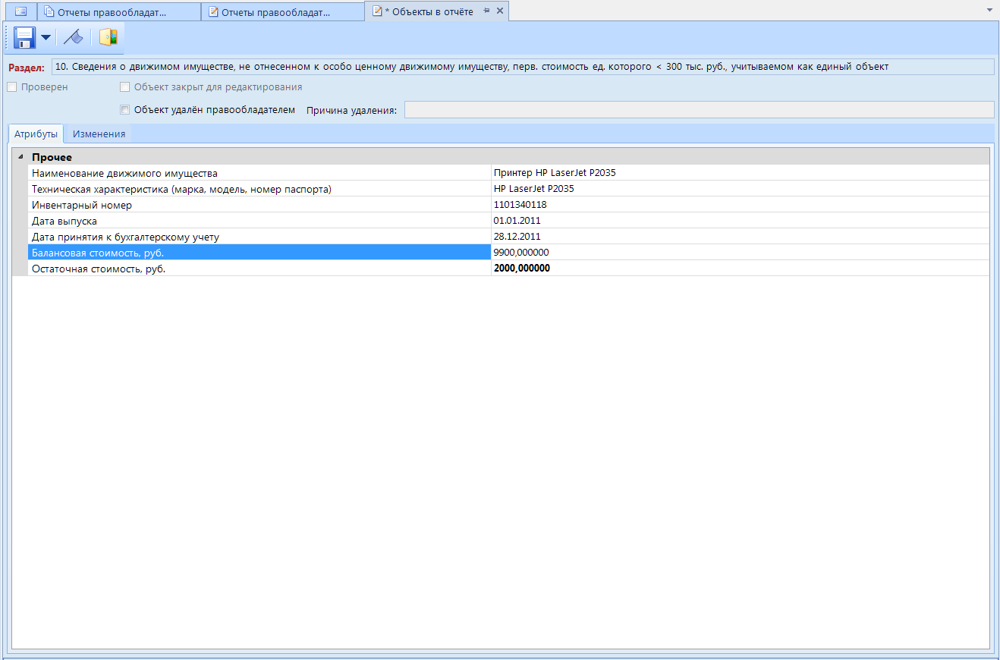 Отчеты правообладат... Отчеты правообладат... * Объекты в отчёте
Раздел: 10. Сведения о движимом имуществе, не отнесенном к особо ценному движимому имуществу, перв. стоимость ед. которого < 300 тыс. руб., учитываемом как единый объект
Проверен Объект закрыт для редактирования
Объект удалён правообладателем Причина удаления:
Атрибуты Изменения
Прочее
Наименование движимого имущества Принтер HP LaserJet P2035
Техническая характеристика (марка, модель, номер паспорта) HP LaserJet P2035
Инвентарный номер 1101340118
Дата выпуска 01.01.2011
Дата принятия к бухгалтерскому учету 28.12.2011
Балансовая стоимость, руб. 9900,000000
Остаточная стоимость, руб. 2000,000000